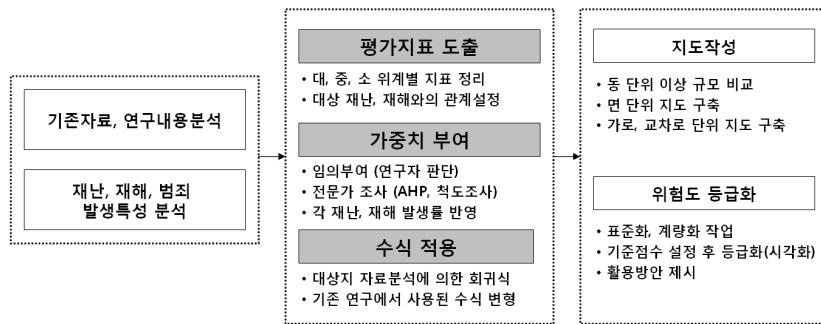 기존자료, 연구내용분석
재난, 재해, 범죄
발생특성 분석
평가지표 도출
• 대, 중, 소 위계별 지표 정리
• 대상 재난, 재해와의 관계설정
가중치 부여
• 임의부여 (연구자 판단)
• 전문가 조사 (AHP, 척도조사)
• 각 재난, 재해 발생률 반영
수식 적용
• 대상지 자료분석에 의한 회귀식
• 기존 연구에서 사용된 수식 변형
지도작성
• 동 단위 이상 규모 비교
• 면 단위 지도 구축
• 가로, 교차로 단위 지도 구축
위험도 등급화
• 표준화, 계량화 작업
• 기준점수 설정 후 등급화(시각화)
• 활용방안 제시